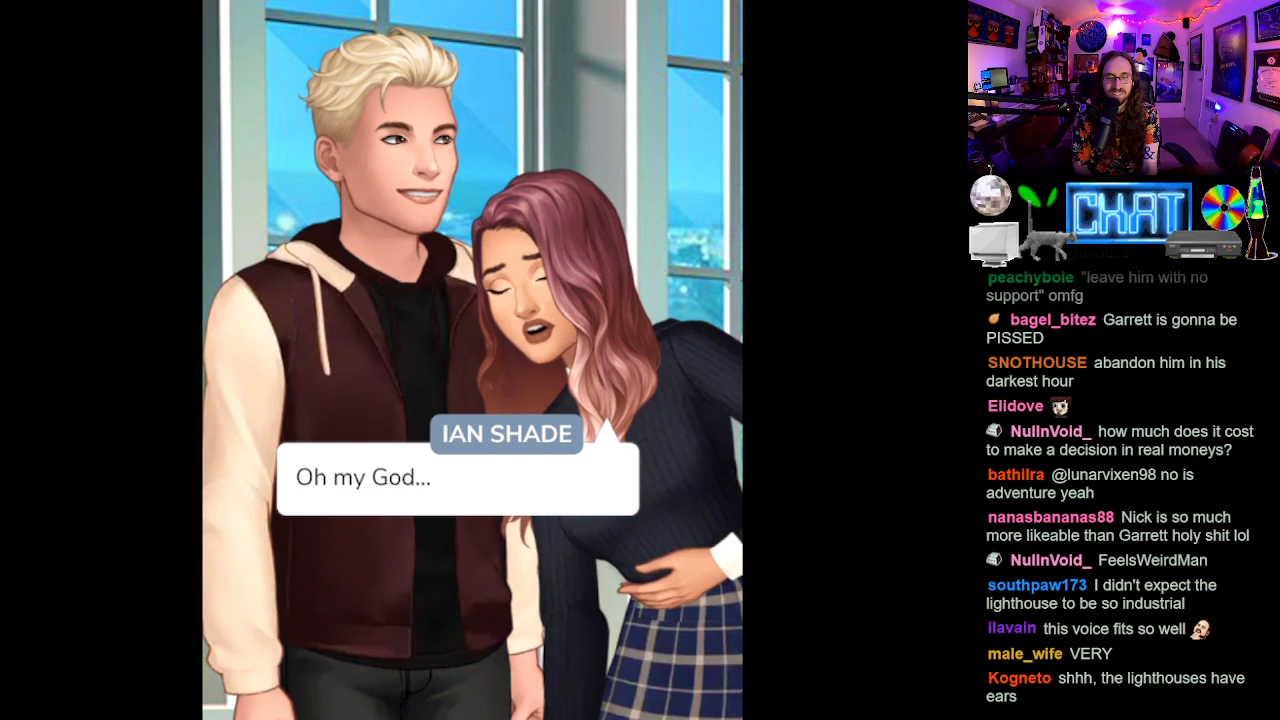 IAN SHADE
Oh my God...
CHAT
peachyboie "leave him with no
support" omfg
bagel_bitez Garrett is gonna be
PISSED
SNOTHOUSE abandon him in his
darkest hour
Elidove
NullnVoid_ how much does it cost
to make a decision in real moneys?
bathilra @lunarvixen98 no is
adventure yeah
nanasbananas88 Nick is so much
more likeable than Garrett holy shit lol
NullnVoid_ FeelsWeirdMan
southpaw173 I didn't expect the
lighthouse to be so industrial
ilavain this voice fits so well
male_wife VERY
Kogneto shhh, the lighthouses have
ears